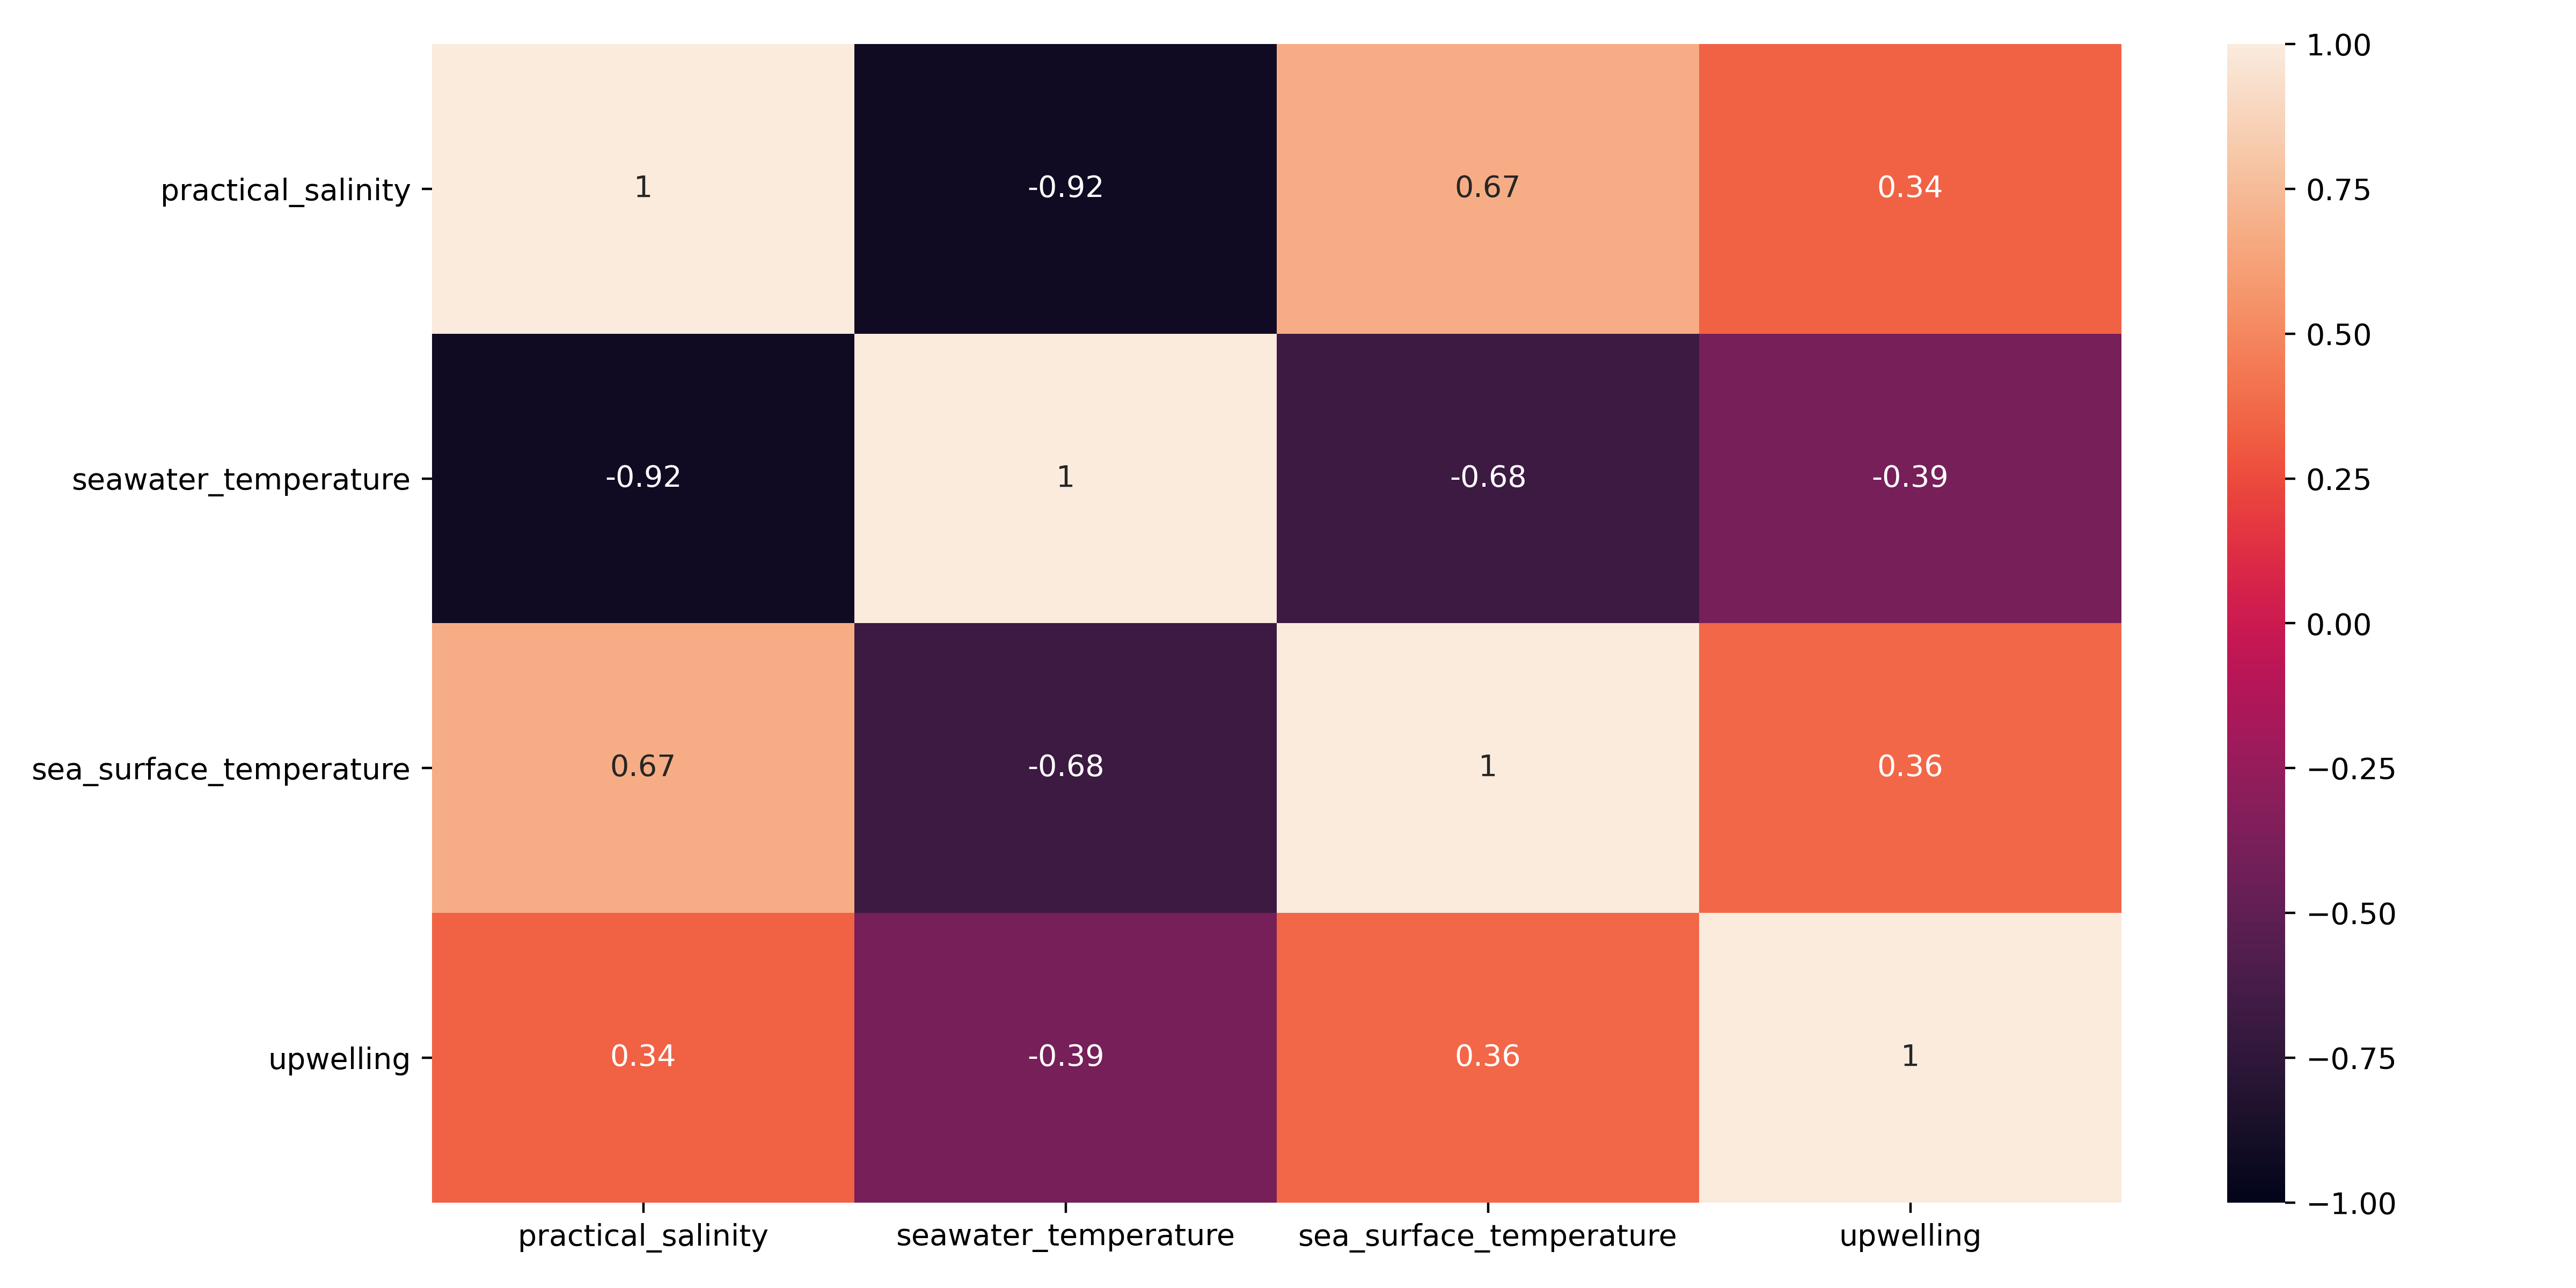 practical_salinity 1 -0.92 0.67 0.34
seawater_temperature -0.92 1 -0.68 -0.39
sea_surface_temperature 0.67 -0.68 1 0.36
upwelling 0.34 -0.39 0.36 1
practical_salinity seawater_temperature sea_surface_temperature upwelling
1.00
0.75
0.50
0.25
0.00
−0.25
−0.50
−0.75
−1.00